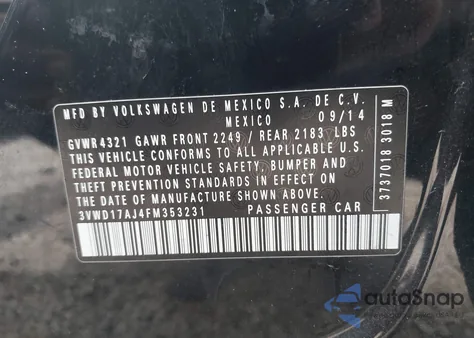 MFD BY VOLKSWAGEN DE MEXICO S.A. DE C.V.
MEXICO 09/14
GVWR4321 GAWR FRONT 2249 / REAR 2183 LBS
THIS VEHICLE CONFORMS TO ALL APPLICABLE U.S.
FEDERAL MOTOR VEHICLE SAFETY, BUMPER AND
THEFT PREVENTION STANDARDS IN EFFECT ON
THE DATE OF MANUFACTURE SHOWN ABOVE.
3VWD17AJ4FM353231 PASSENGER CAR
3737018 3018 M
autoSnap